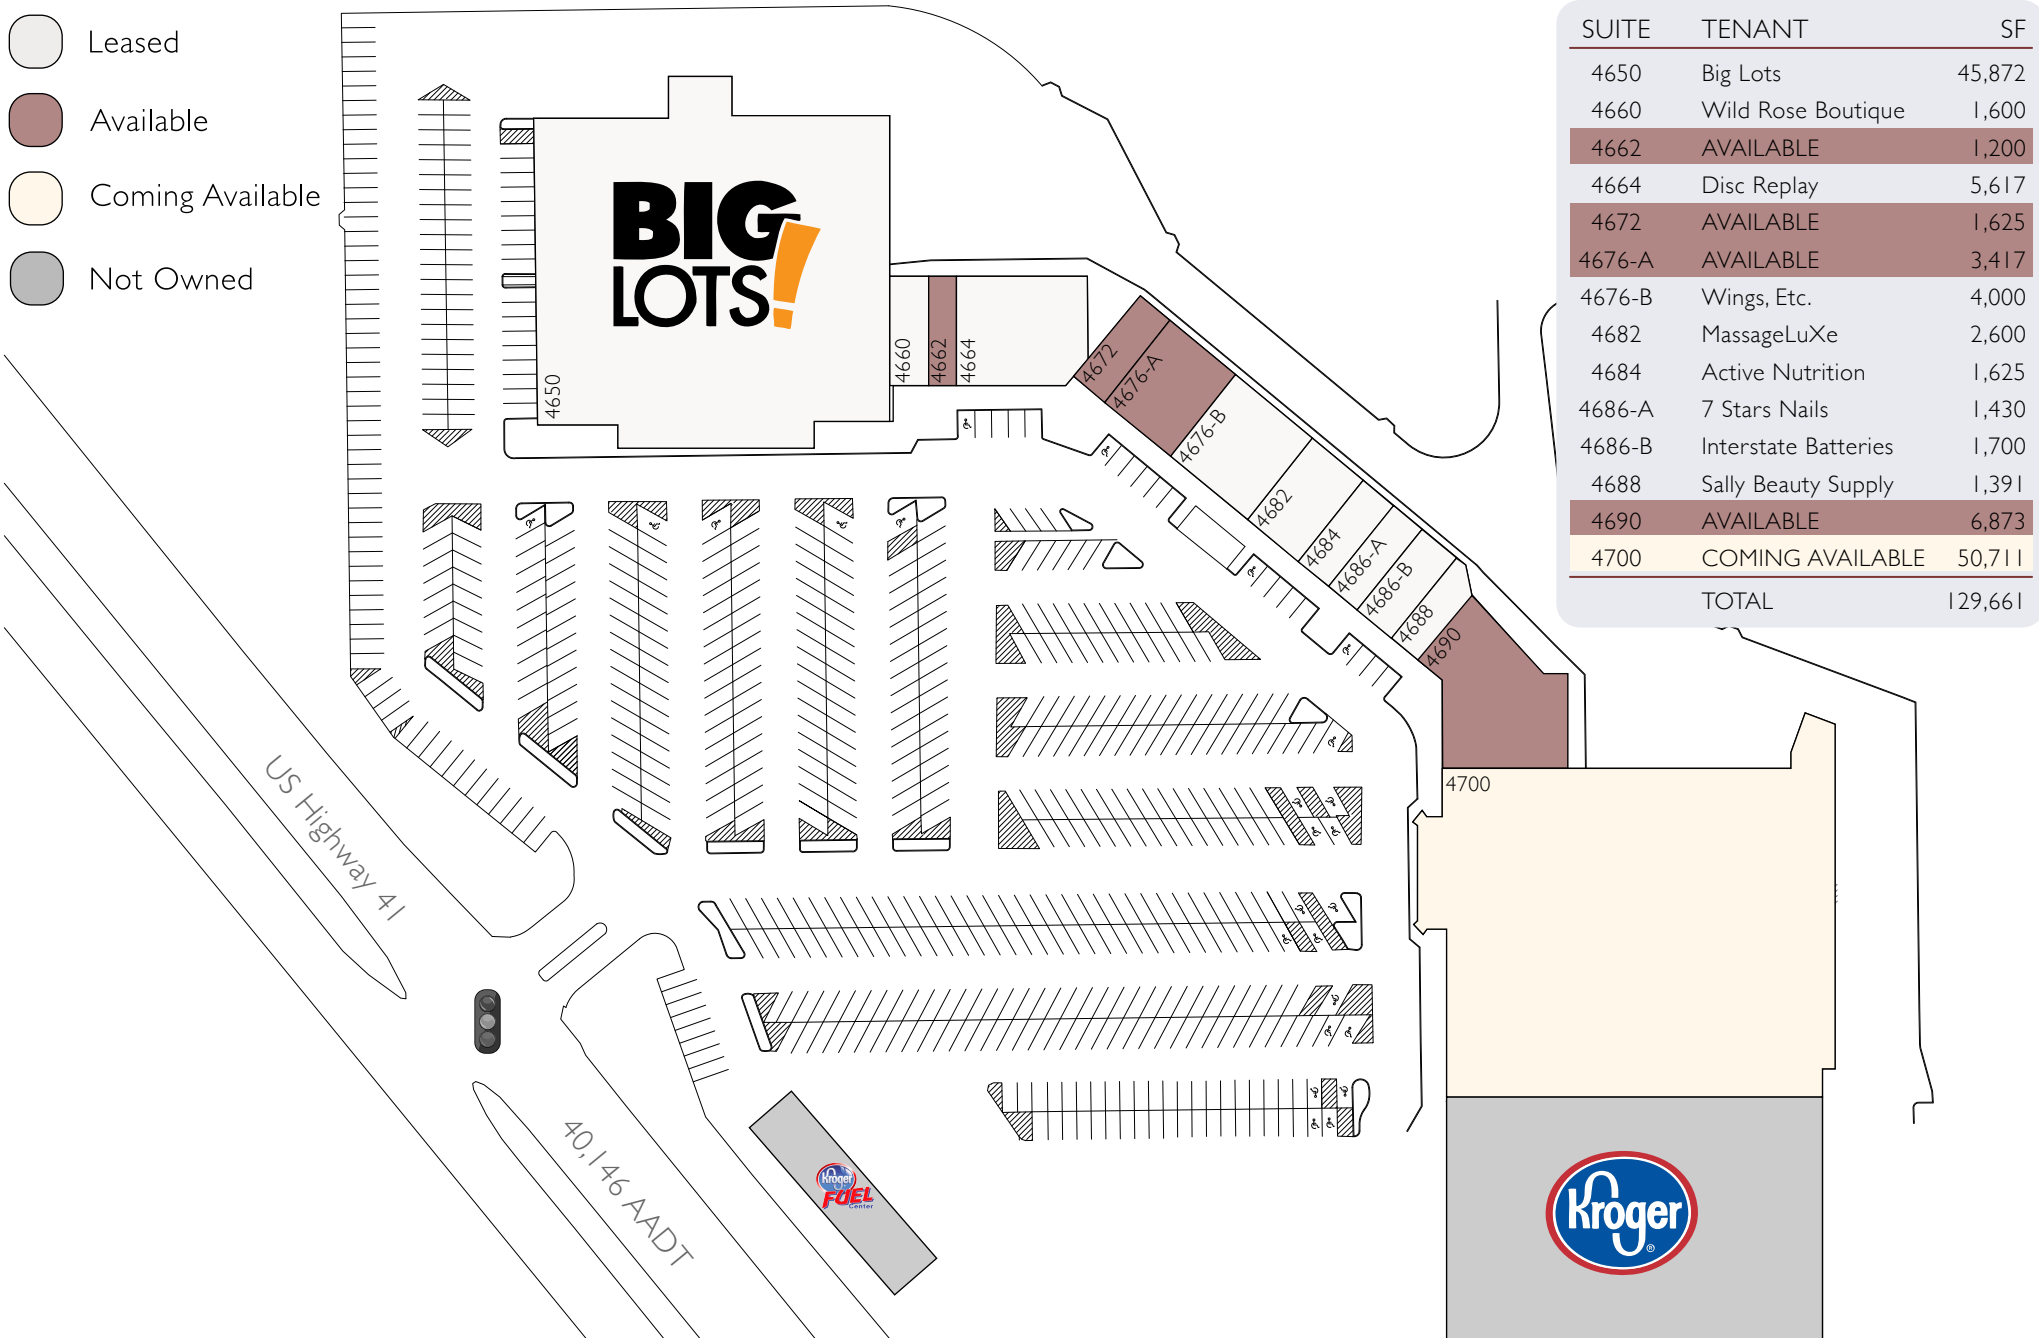 Leased
Available
Coming Available
Not Owned
SUITE TENANT SF
4650 Big Lots 45,872
4660 Wild Rose Boutique 1,600
4662 AVAILABLE 1,200
4664 Disc Replay 5,617
4672 AVAILABLE 1,625
4676-A AVAILABLE 3,417
4676-B Wings, Etc. 4,000
4682 MassageLuXe 2,600
4684 Active Nutrition 1,625
4686-A 7 Stars Nails 1,430
4686-B Interstate Batteries 1,700
4688 Sally Beauty Supply 1,391
4690 AVAILABLE 6,873
4700 COMING AVAILABLE 50,711
TOTAL 129,661
BIG
LOTS!
4650
4660
4662
4664
4672
4676-A
4676-B
4682
4684
4686-A
4686-B
4688
4690
4700
US Highway 41
40,146 AADT
Kroger
FUEL
Center
Kroger
®